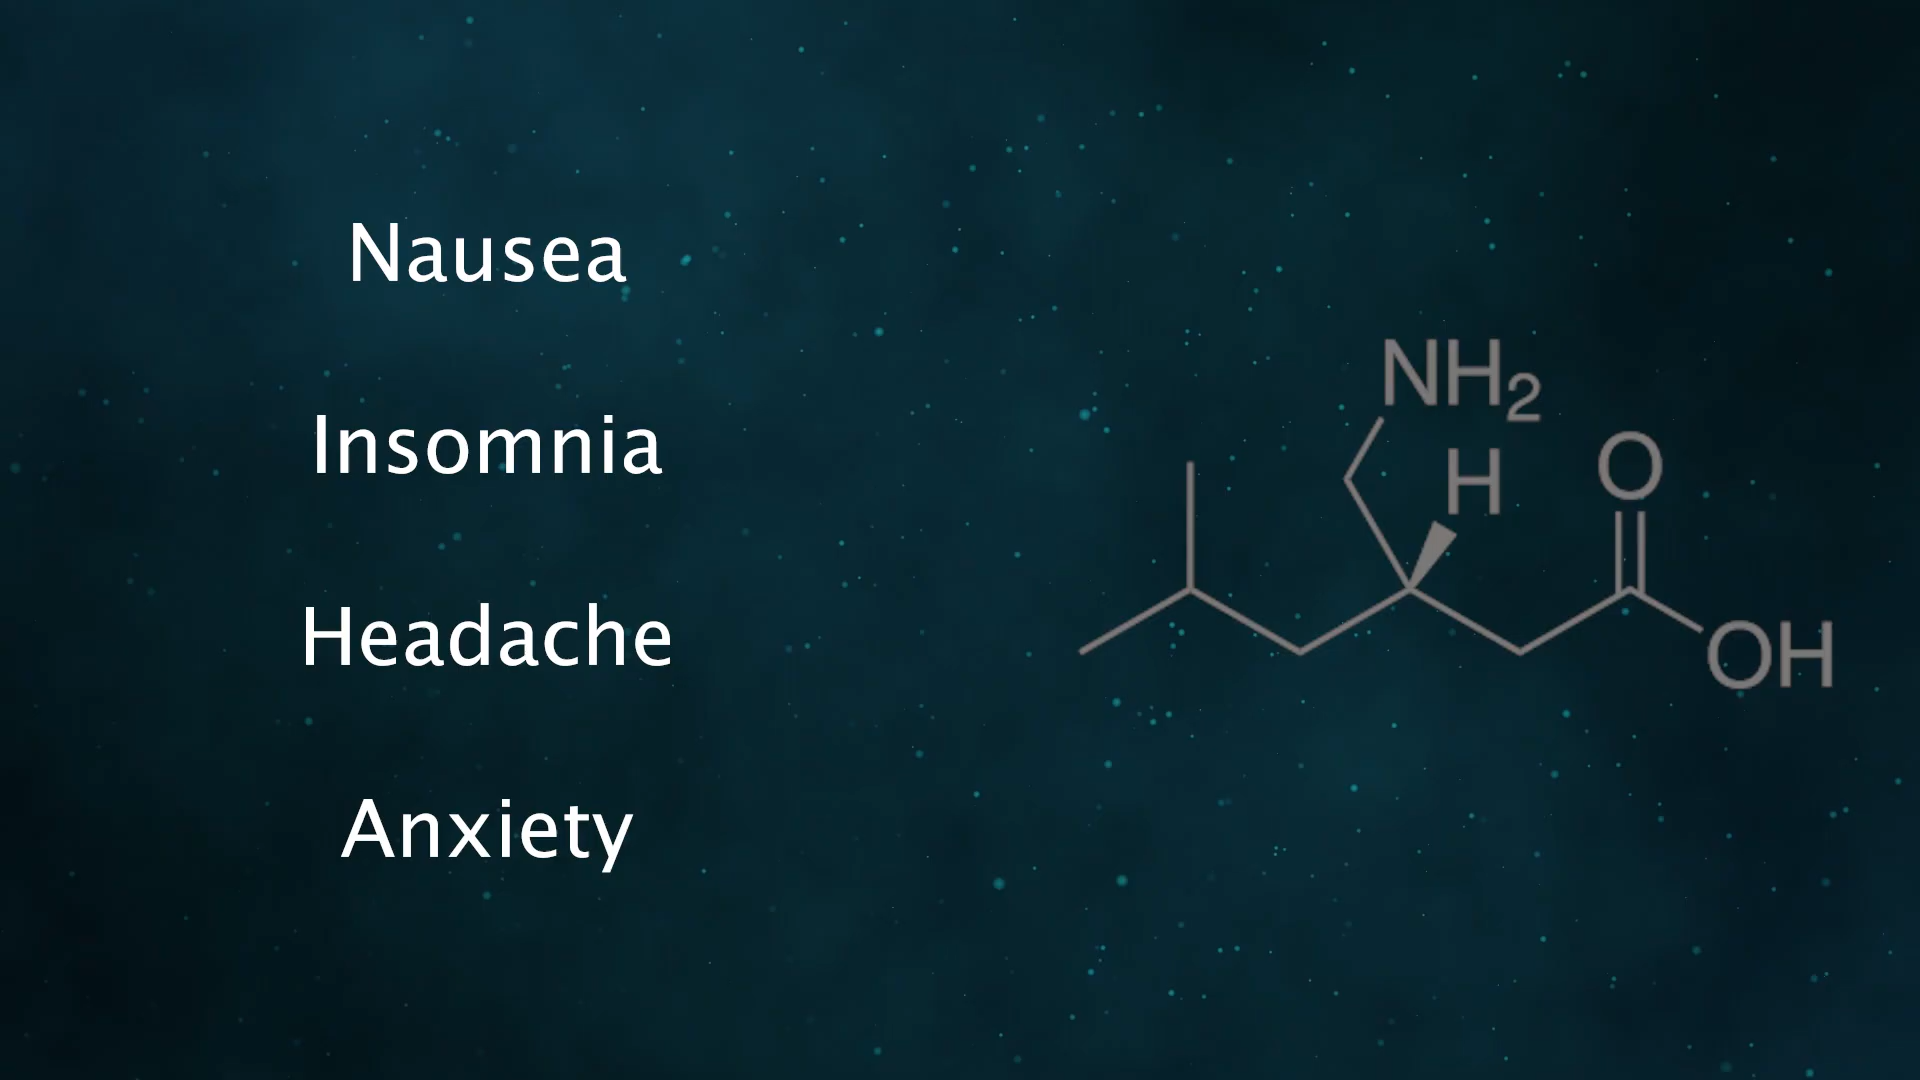 Nausea
Insomnia
Headache
Anxiety
NH₂
H
O
OH